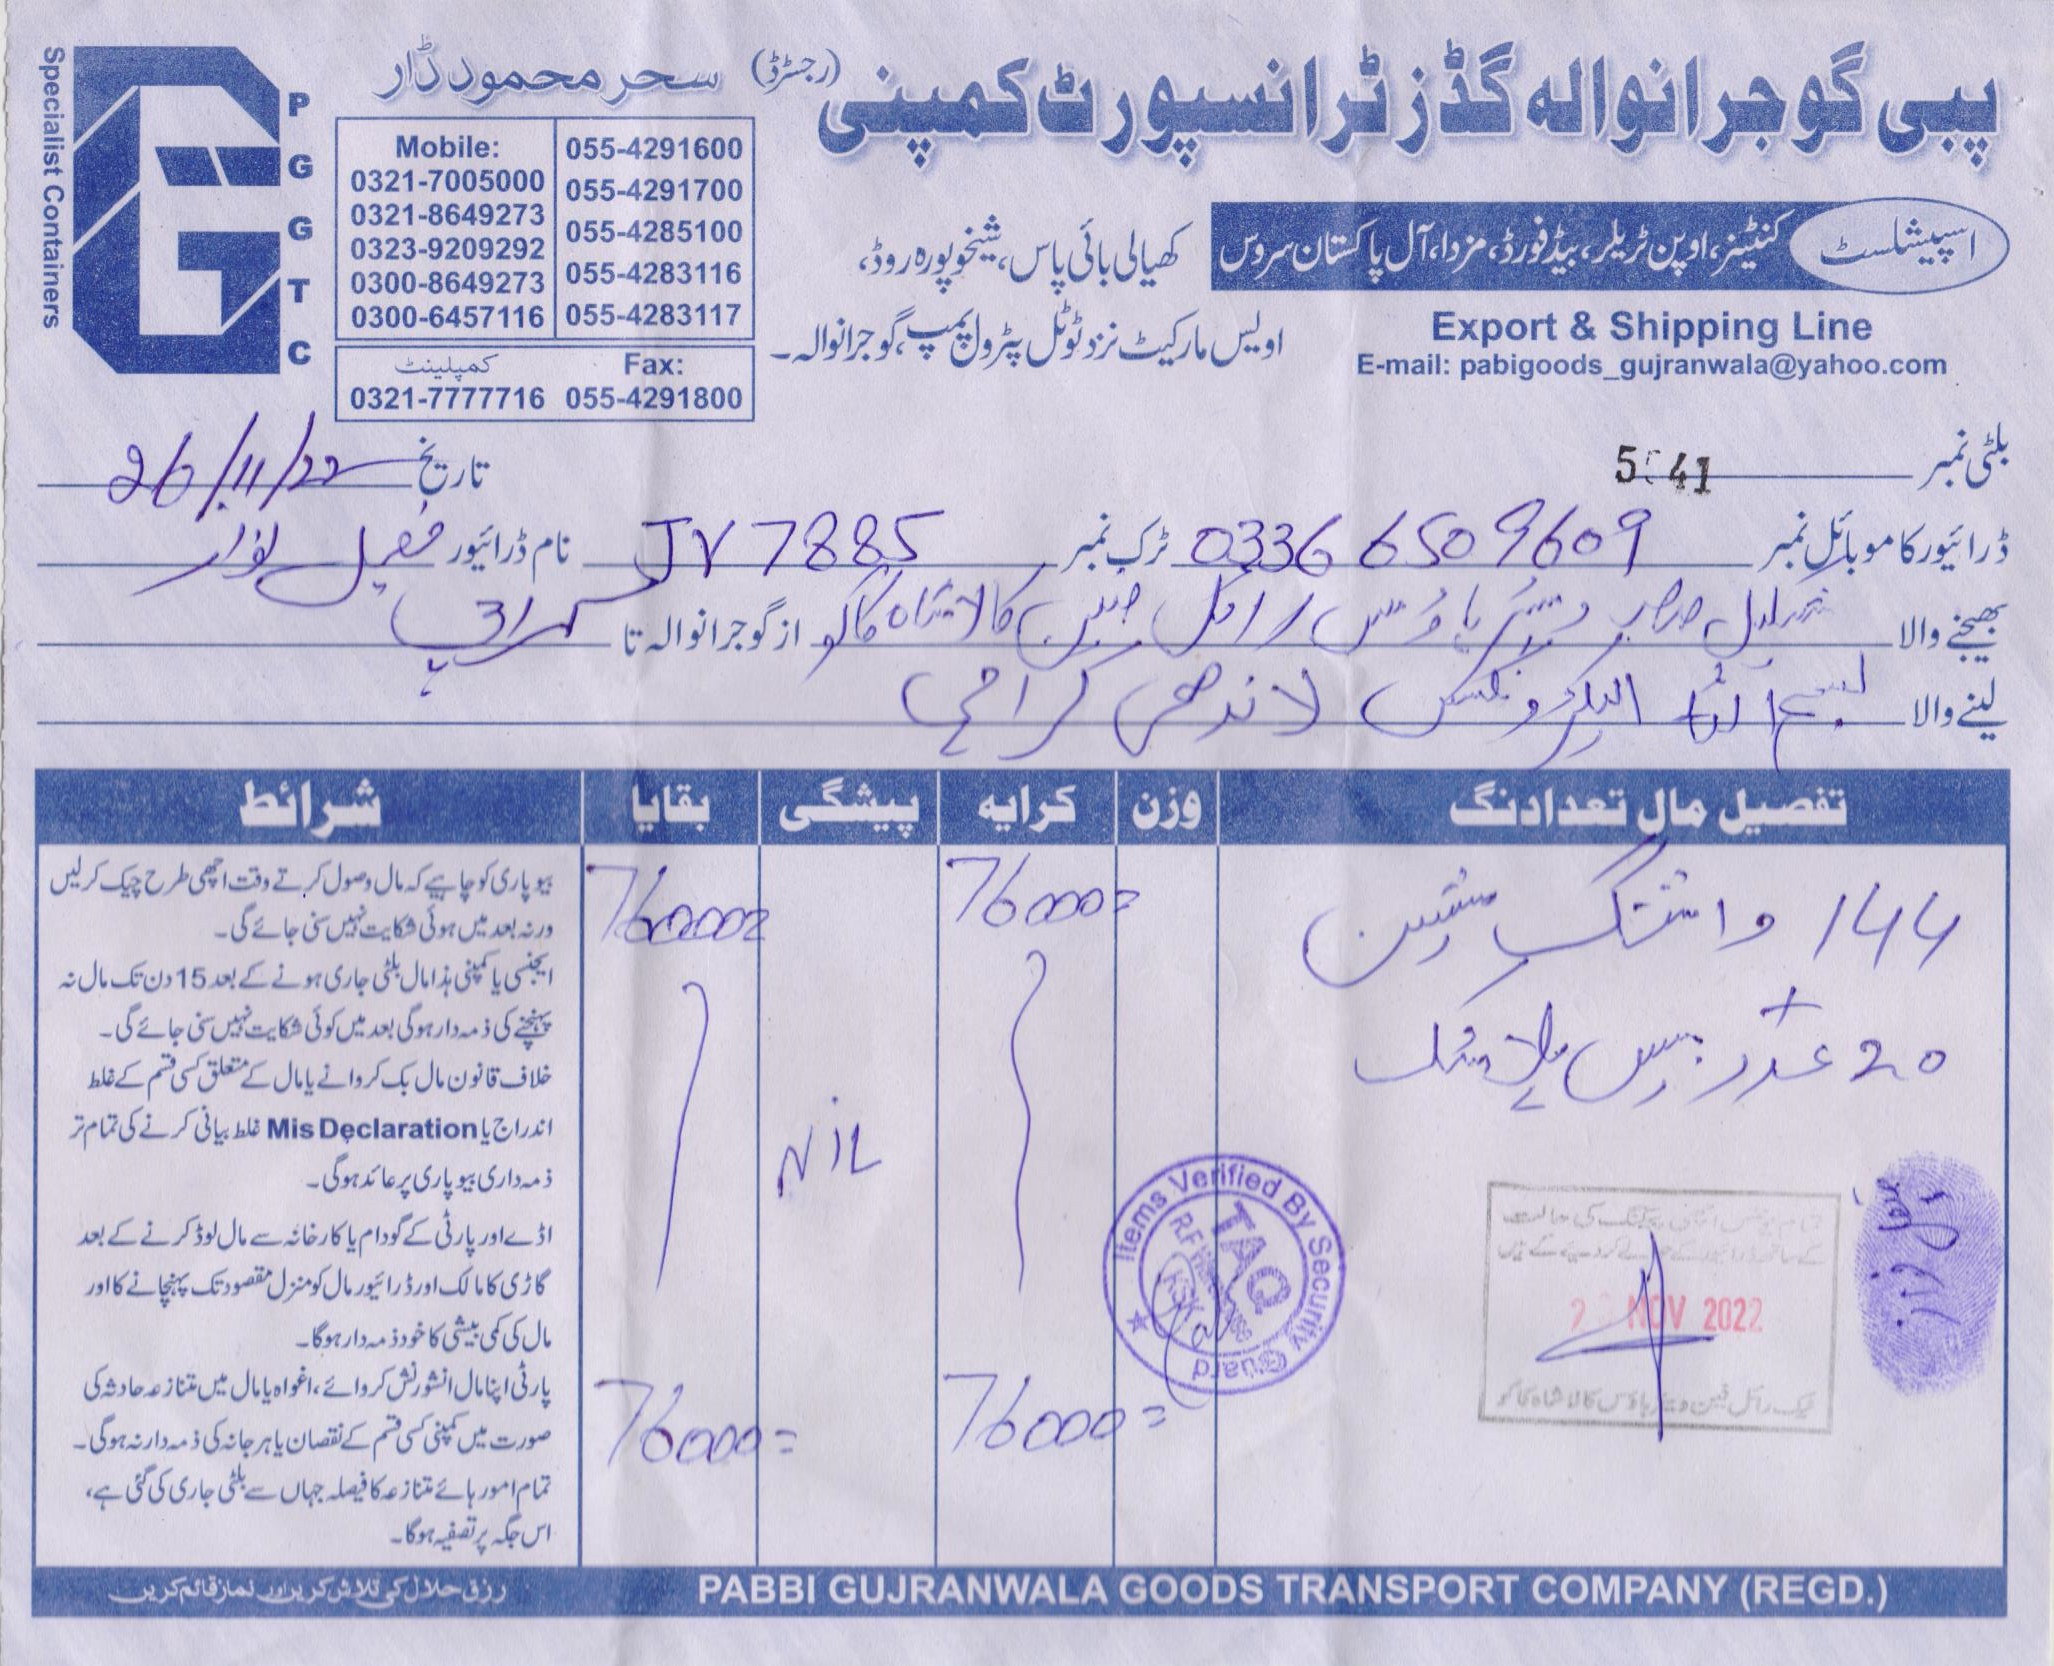 پبی گوجرانوالہ گڈز ٹرانسپورٹ کمپنی (رجسٹرڈ)
سحر محمود ڈار
Specialist Containers
P G G T C
Mobile:
0321-7005000
0321-8649273
0323-9209292
0300-8649273
0300-6457116
055-4291600
055-4291700
055-4285100
055-4283116
055-4283117
کمپلینٹ
0321-7777716
Fax:
055-4291800
اسپیشلسٹ
کنٹینر، اوپن ٹریلر، بیڈفورڈ، مزدا، آل پاکستان سروس
کھیالی بائی پاس، شیخوپورہ روڈ،
اویس مارکیٹ نزد ٹوٹل پٹرول پمپ، گوجرانوالہ۔
Export & Shipping Line
E-mail: pabigoods_gujranwala@yahoo.com
بلٹی نمبر
تاریخ 26/11/22
ڈرائیور کا موبائل نمبر 0336 6509609 ٹرک نمبر JV 7885 نام ڈرائیور
بھیجنے والا ویئر ہاؤس رائل فین کالا شاہ کاکو از گوجرانوالہ تا کراچی
لینے والا الیکٹرونکس لانڈھی کراچی
تفصیل مال تعداد نگ وزن کرایہ پیشگی بقایا شرائط
144 واشنگ مشین 76000= 76000=
+
20 عدد بیس پلاسٹک
NIL
76000= 76000=
بیوپاری کو چاہیے کہ مال وصول کرتے وقت اچھی طرح چیک کرلیں
ورنہ بعد میں ہوئی شکایت نہیں سنی جائے گی۔
ایجنسی یا کمپنی ہذا مال بلٹی جاری ہونے کے بعد 15 دن تک مال نہ
پہنچنے کی ذمہ دار ہوگی بعد میں کوئی شکایت نہیں سنی جائے گی۔
خلاف قانون مال بک کروانے یا مال کے متعلق کسی قسم کے غلط
اندراج یا Mis Declaration غلط بیانی کرنے کی تمام تر
ذمہ داری بیوپاری پر عائد ہوگی۔
اڈے اور پارٹی کے گودام یا کارخانہ سے مال لوڈ کرنے کے بعد
گاڑی کا مالک اور ڈرائیور مال کو منزل مقصود تک پہنچانے کا اور
مال کی کمی بیشی کا خود ذمہ دار ہوگا۔
پارٹی اپنا مال انشورنش کروائے، اغواہ یا مال میں متنازعہ حادثہ کی
صورت میں کمپنی کسی قسم کے نقصان یا ہرجانہ کی ذمہ دار نہ ہوگی۔
تمام امور ہائے متنازعہ کا فیصلہ جہاں سے بلٹی جاری کی گئی ہے،
اس جگہ پر تصفیہ ہوگا۔
Items Verified By Security Guard
TAQ
NOV 2022
PABBI GUJRANWALA GOODS TRANSPORT COMPANY (REGD.)
رزق حلال کی تلاش کریں اور نماز قائم کریں